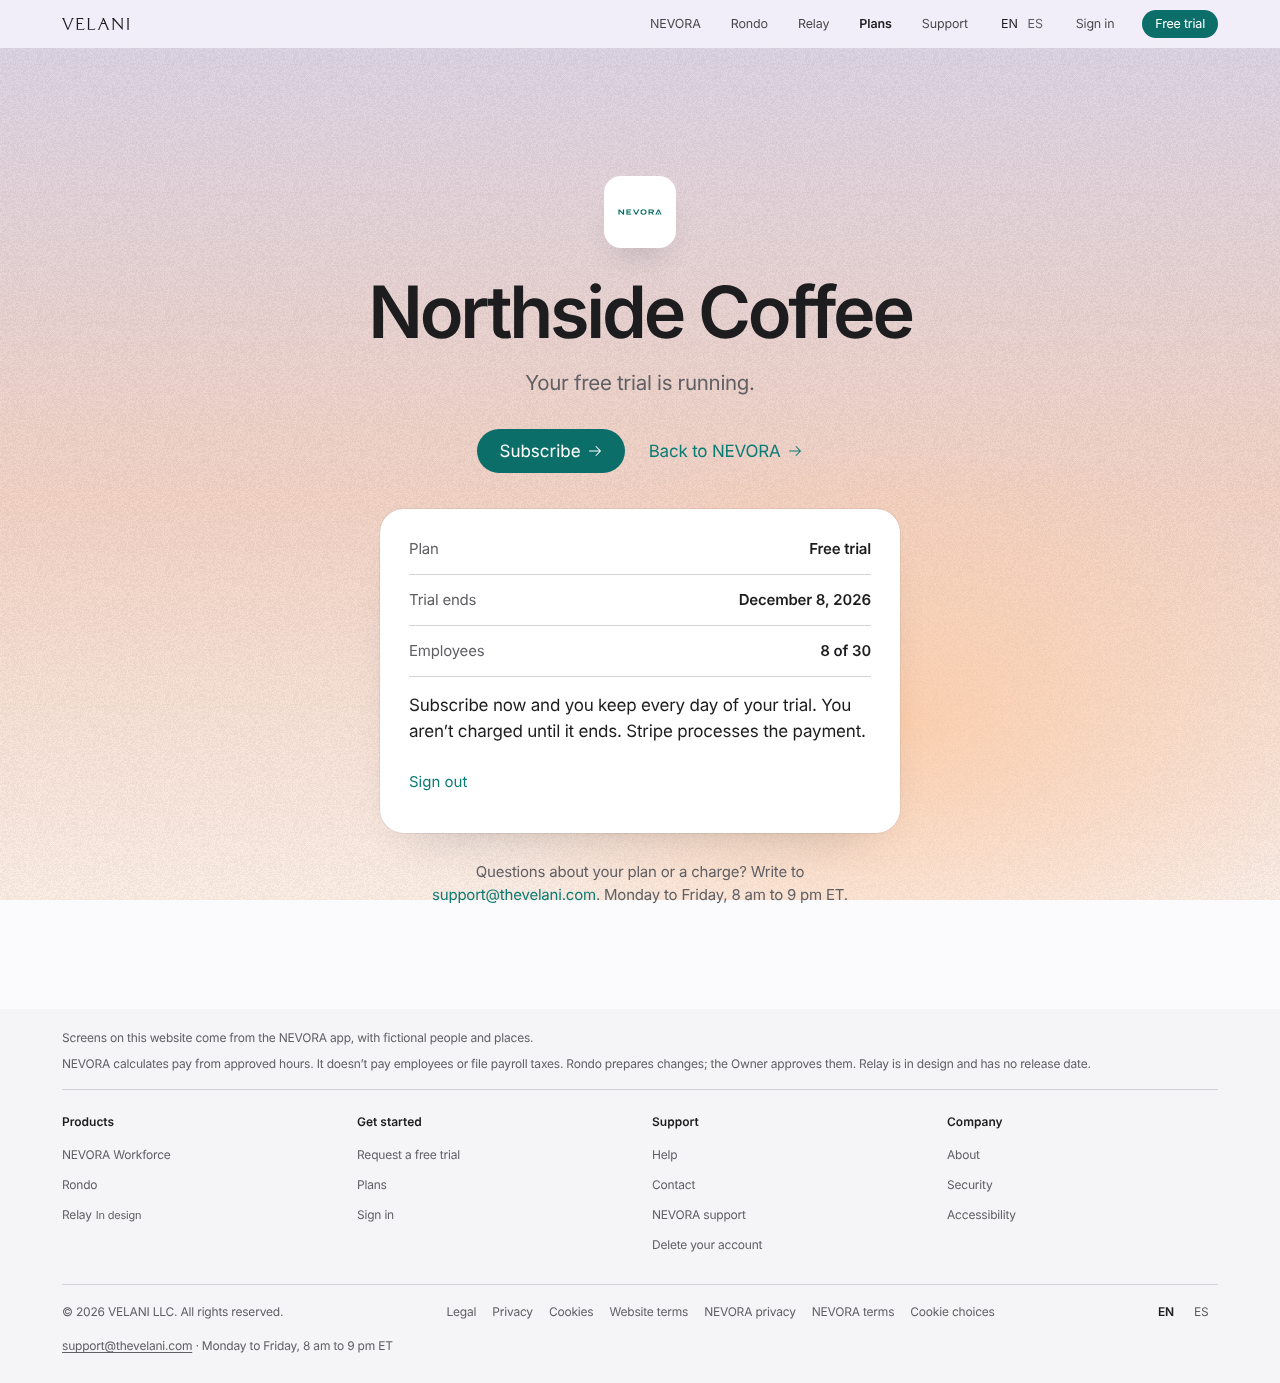 VELANI
NEVORA Rondo Relay Plans Support EN ES Sign in Free trial
NEVORA
Northside Coffee
Your free trial is running.
Subscribe → Back to NEVORA →
Plan Free trial
Trial ends December 8, 2026
Employees 8 of 30
Subscribe now and you keep every day of your trial. You
aren’t charged until it ends. Stripe processes the payment.
Sign out
Questions about your plan or a charge? Write to
support@thevelani.com. Monday to Friday, 8 am to 9 pm ET.
Screens on this website come from the NEVORA app, with fictional people and places.
NEVORA calculates pay from approved hours. It doesn’t pay employees or file payroll taxes. Rondo prepares changes; the Owner approves them. Relay is in design and has no release date.
Products
NEVORA Workforce
Rondo
Relay In design
Get started
Request a free trial
Plans
Sign in
Support
Help
Contact
NEVORA support
Delete your account
Company
About
Security
Accessibility
© 2026 VELANI LLC. All rights reserved.
Legal Privacy Cookies Website terms NEVORA privacy NEVORA terms Cookie choices
EN ES
support@thevelani.com · Monday to Friday, 8 am to 9 pm ET